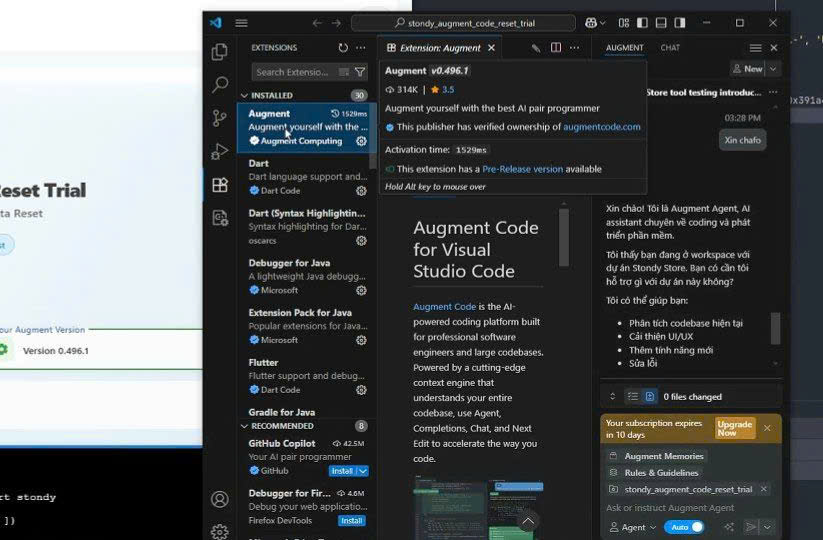 stondy_augment_code_reset_trial
EXTENSIONS
Search Extensio...
INSTALLED
30
Augment
1529ms
Augment yourself with the ...
Augment Computing
Dart
Dart language support and...
Dart Code
Dart (Syntax Highlightin...
Syntax highlighting for Dar...
oscarcs
Debugger for Java
A lightweight Java debugg...
Microsoft
Extension Pack for Java
Popular extensions for Java...
Microsoft
Flutter
Flutter support and debug...
Dart Code
Gradle for Java
RECOMMENDED
8
GitHub Copilot
42.5M
Your AI pair programmer
GitHub
Install
Debugger for Fir...
4.6M
Debug your web applicatio...
Firefox DevTools
Install
Extension: Augment
Augment v0.496.1
314K | 3.5
Augment yourself with the best AI pair programmer
This publisher has verified ownership of augmentcode.com
Activation time: 1529ms
This extension has a Pre-Release version available
Hold Alt key to mouse over
Augment Code
for Visual
Studio Code
Augment Code is the AI-
powered coding platform built
for professional software
engineers and large codebases.
Powered by a cutting-edge
context engine that
understands your entire
codebase, use Agent,
Completions, Chat, and Next
Edit to accelerate the way you
code.
AUGMENT
CHAT
New
Store tool testing introduc...
03:28 PM
Xin chafo
Xin chào! Tôi là Augment Agent, AI
assistant chuyên về coding và phát
triển phần mềm.
Tôi thấy bạn đang ở workspace với
dự án Stondy Store. Bạn có cần tôi
hỗ trợ gì với dự án này không?
Tôi có thể giúp bạn:
• Phân tích codebase hiện tại
• Cải thiện UI/UX
• Thêm tính năng mới
• Sửa lỗi
0 files changed
Your subscription expires
in 10 days
Upgrade
Now
Augment Memories
Rules & Guidelines
stondy_augment_code_reset_trial
Ask or instruct Augment Agent
Agent
Auto
eset Trial
ta Reset
st
our Augment Version
Version 0.496.1
rt stondy
])
0x391a